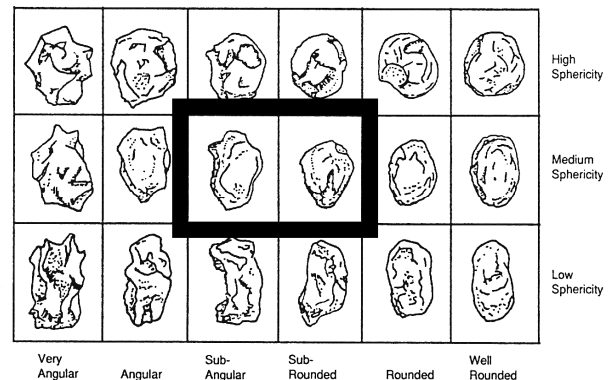 High
Sphericity
Medium
Sphericity
Low
Sphericity
Very
Angular
Angular
Sub-
Angular
Sub-
Rounded
Rounded
Well
Rounded